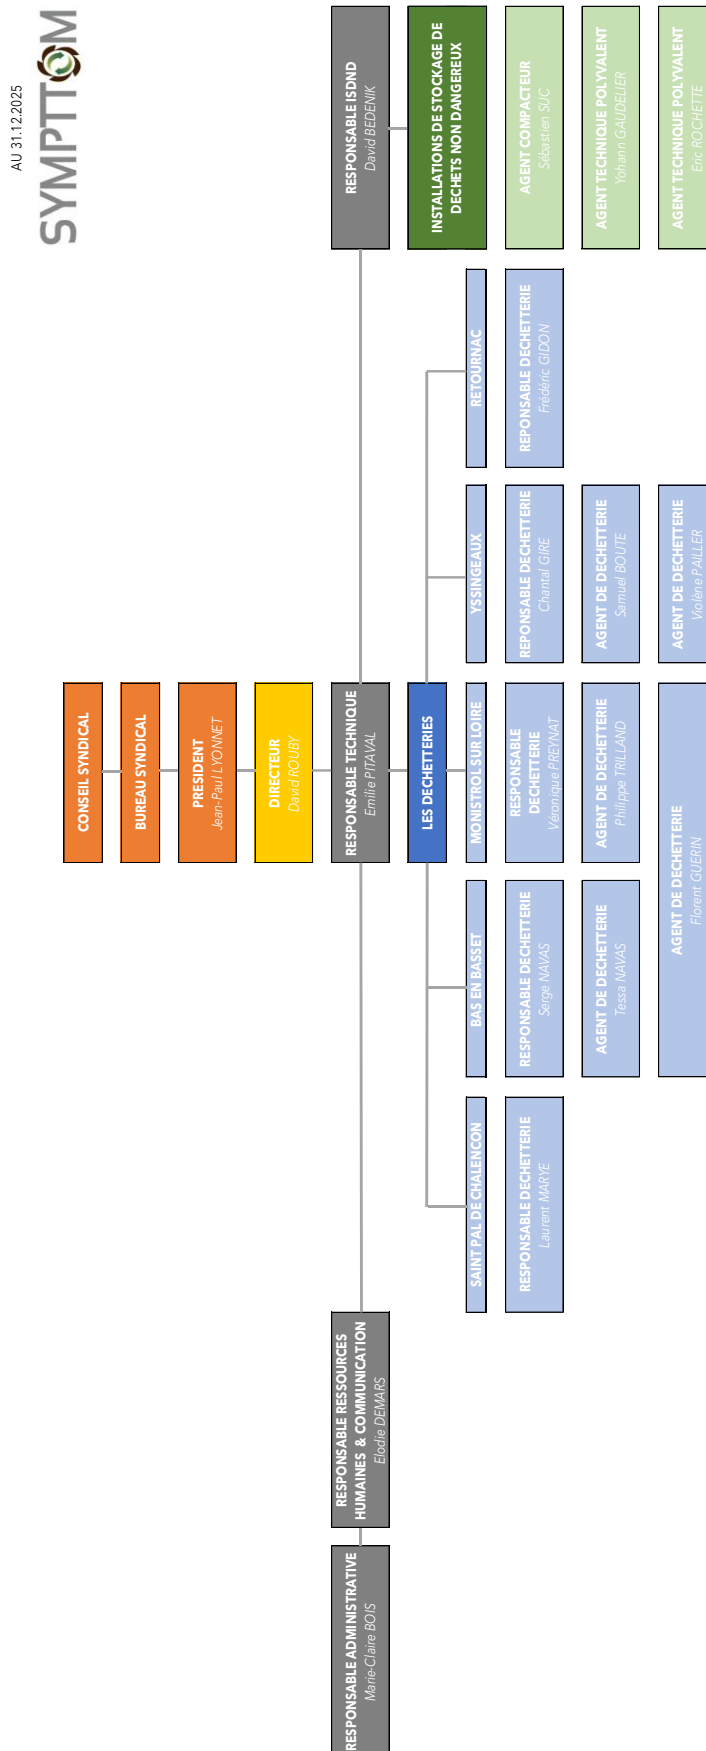 AU 31.12.2025
SYMPTTOM
CONSEIL SYNDICAL
BUREAU SYNDICAL
PRESIDENT
Jean-Paul LYONNET
DIRECTEUR
David ROUBY
RESPONSABLE ADMINISTRATIVE
Marie-Claire BOIS
RESPONSABLE RESSOURCES
HUMAINES & COMMUNICATION
Elodie DEMARS
RESPONSABLE TECHNIQUE
Emilie PITAVAL
RESPONSABLE ISDND
David BEDENIK
LES DECHETTERIES
INSTALLATIONS DE STOCKAGE DE
DECHETS NON DANGEREUX
SAINT PAL DE CHALENCON
RESPONSABLE DECHETTERIE
Laurent MARYE
BAS EN BASSET
RESPONSABLE DECHETTERIE
Serge NAVAS
AGENT DE DECHETTERIE
Tessa NAVAS
MONISTROL SUR LOIRE
RESPONSABLE
DECHETTERIE
Véronique PREYNAT
AGENT DE DECHETTERIE
Philippe TRILLAND
AGENT DE DECHETTERIE
Florent GUERIN
YSSINGEAUX
REPONSABLE DECHETTERIE
Chantal GIRE
AGENT DE DECHETTERIE
Samuel BOUTE
AGENT DE DECHETTERIE
Violène PAILLER
RETOURNAC
REPONSABLE DECHETTERIE
Frédéric GIDON
AGENT COMPACTEUR
Sébastien SUC
AGENT TECHNIQUE POLYVALENT
Yohann GAUDELIER
AGENT TECHNIQUE POLYVALENT
Eric ROCHETTE